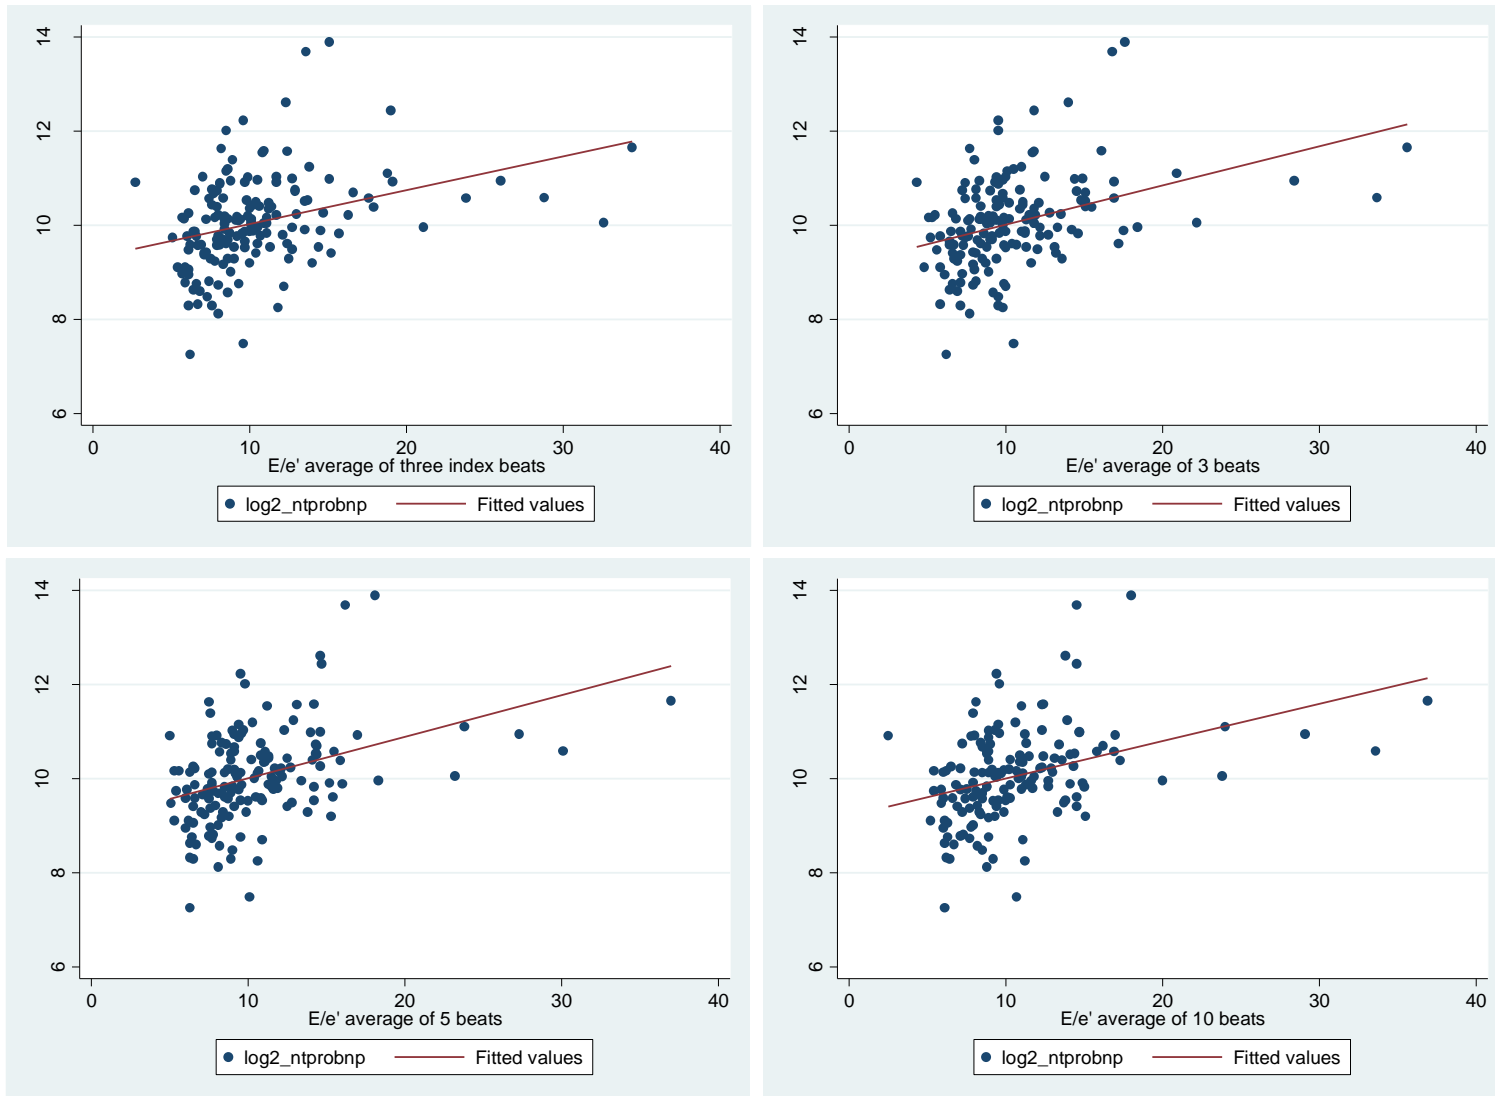 14
12
10
8
6
0 10 20 30 40
E/e' average of three index beats
log2_ntprobnp Fitted values
14
12
10
8
6
0 10 20 30 40
E/e' average of 3 beats
log2_ntprobnp Fitted values
14
12
10
8
6
0 10 20 30 40
E/e' average of 5 beats
log2_ntprobnp Fitted values
14
12
10
8
6
0 10 20 30 40
E/e' average of 10 beats
log2_ntprobnp Fitted values